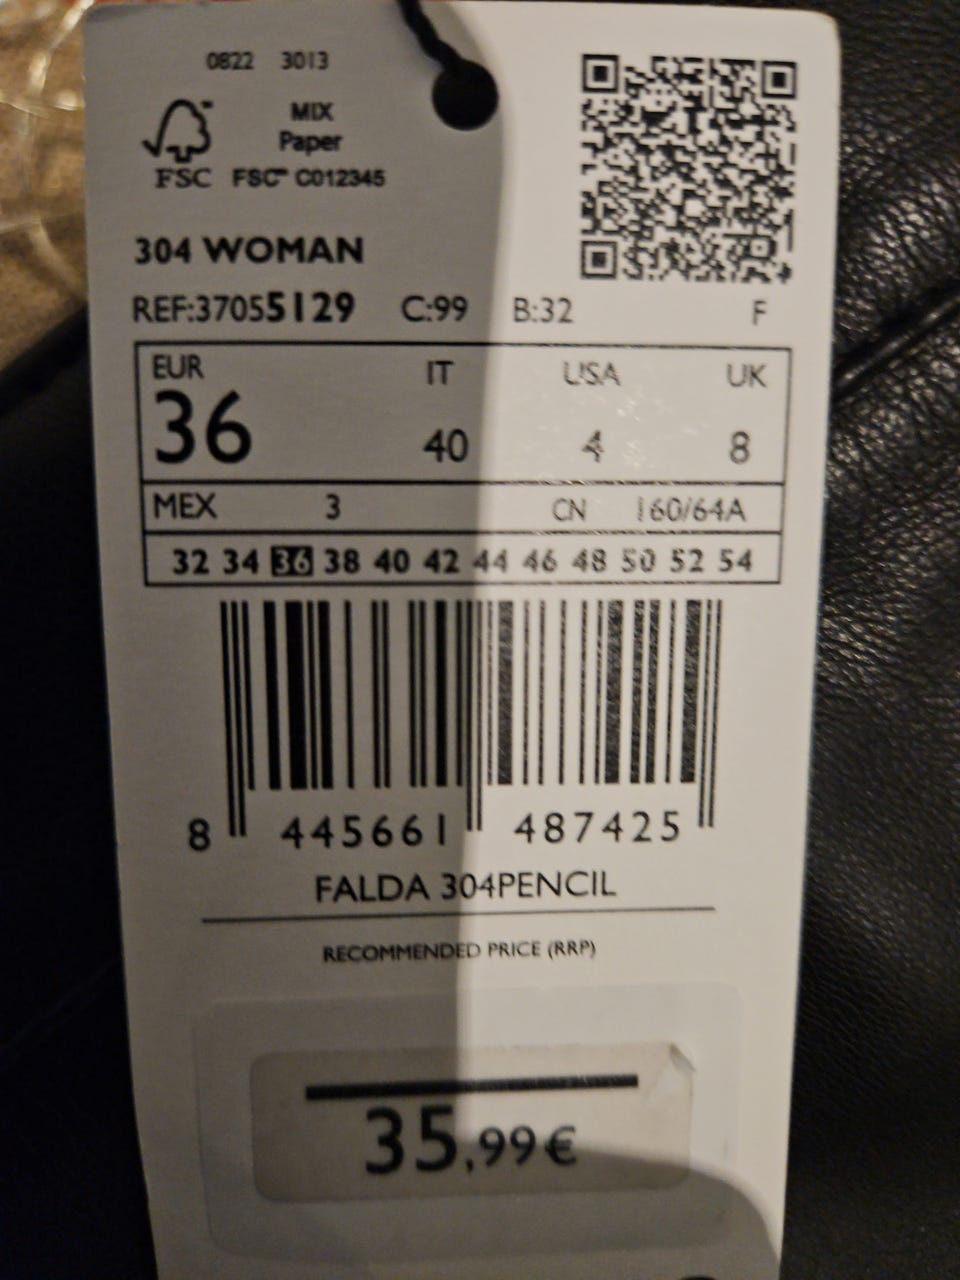 0822 3013
MIX
Paper
FSC FSC™ C012345
304 WOMAN
REF:37055129 C:99 B:32 F
EUR IT USA UK
36 40 4 8
MEX 3 CN 160/64A
32 34 36 38 40 42 44 46 48 50 52 54
8 445661 487425
FALDA 304PENCIL
RECOMMENDED PRICE (RRP)
35,99€